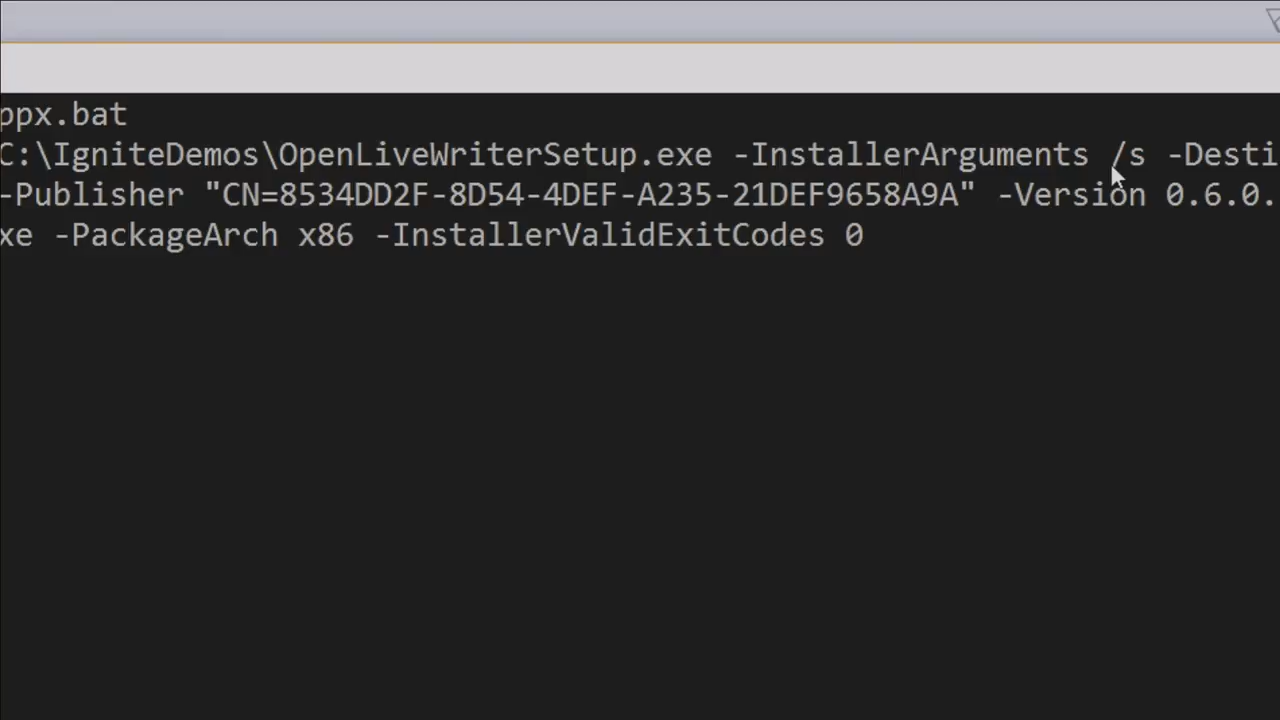 ppx.bat
C:\IgniteDemos\OpenLiveWriterSetup.exe -InstallerArguments /s -Desti
-Publisher "CN=8534DD2F-8D54-4DEF-A235-21DEF9658A9A" -Version 0.6.0.
xe -PackageArch x86 -InstallerValidExitCodes 0